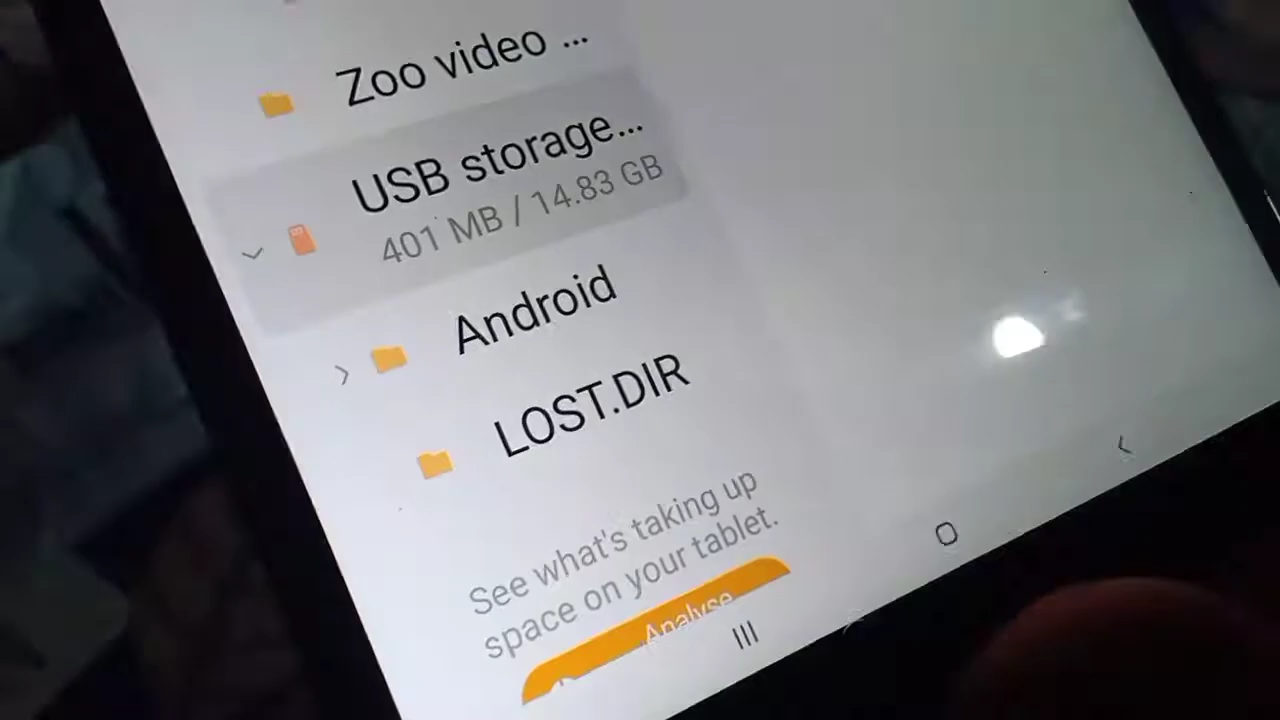 Zoo video ...
USB storage...
401 MB / 14.83 GB
Android
LOST.DIR
See what's taking up
space on your tablet.
Analyse